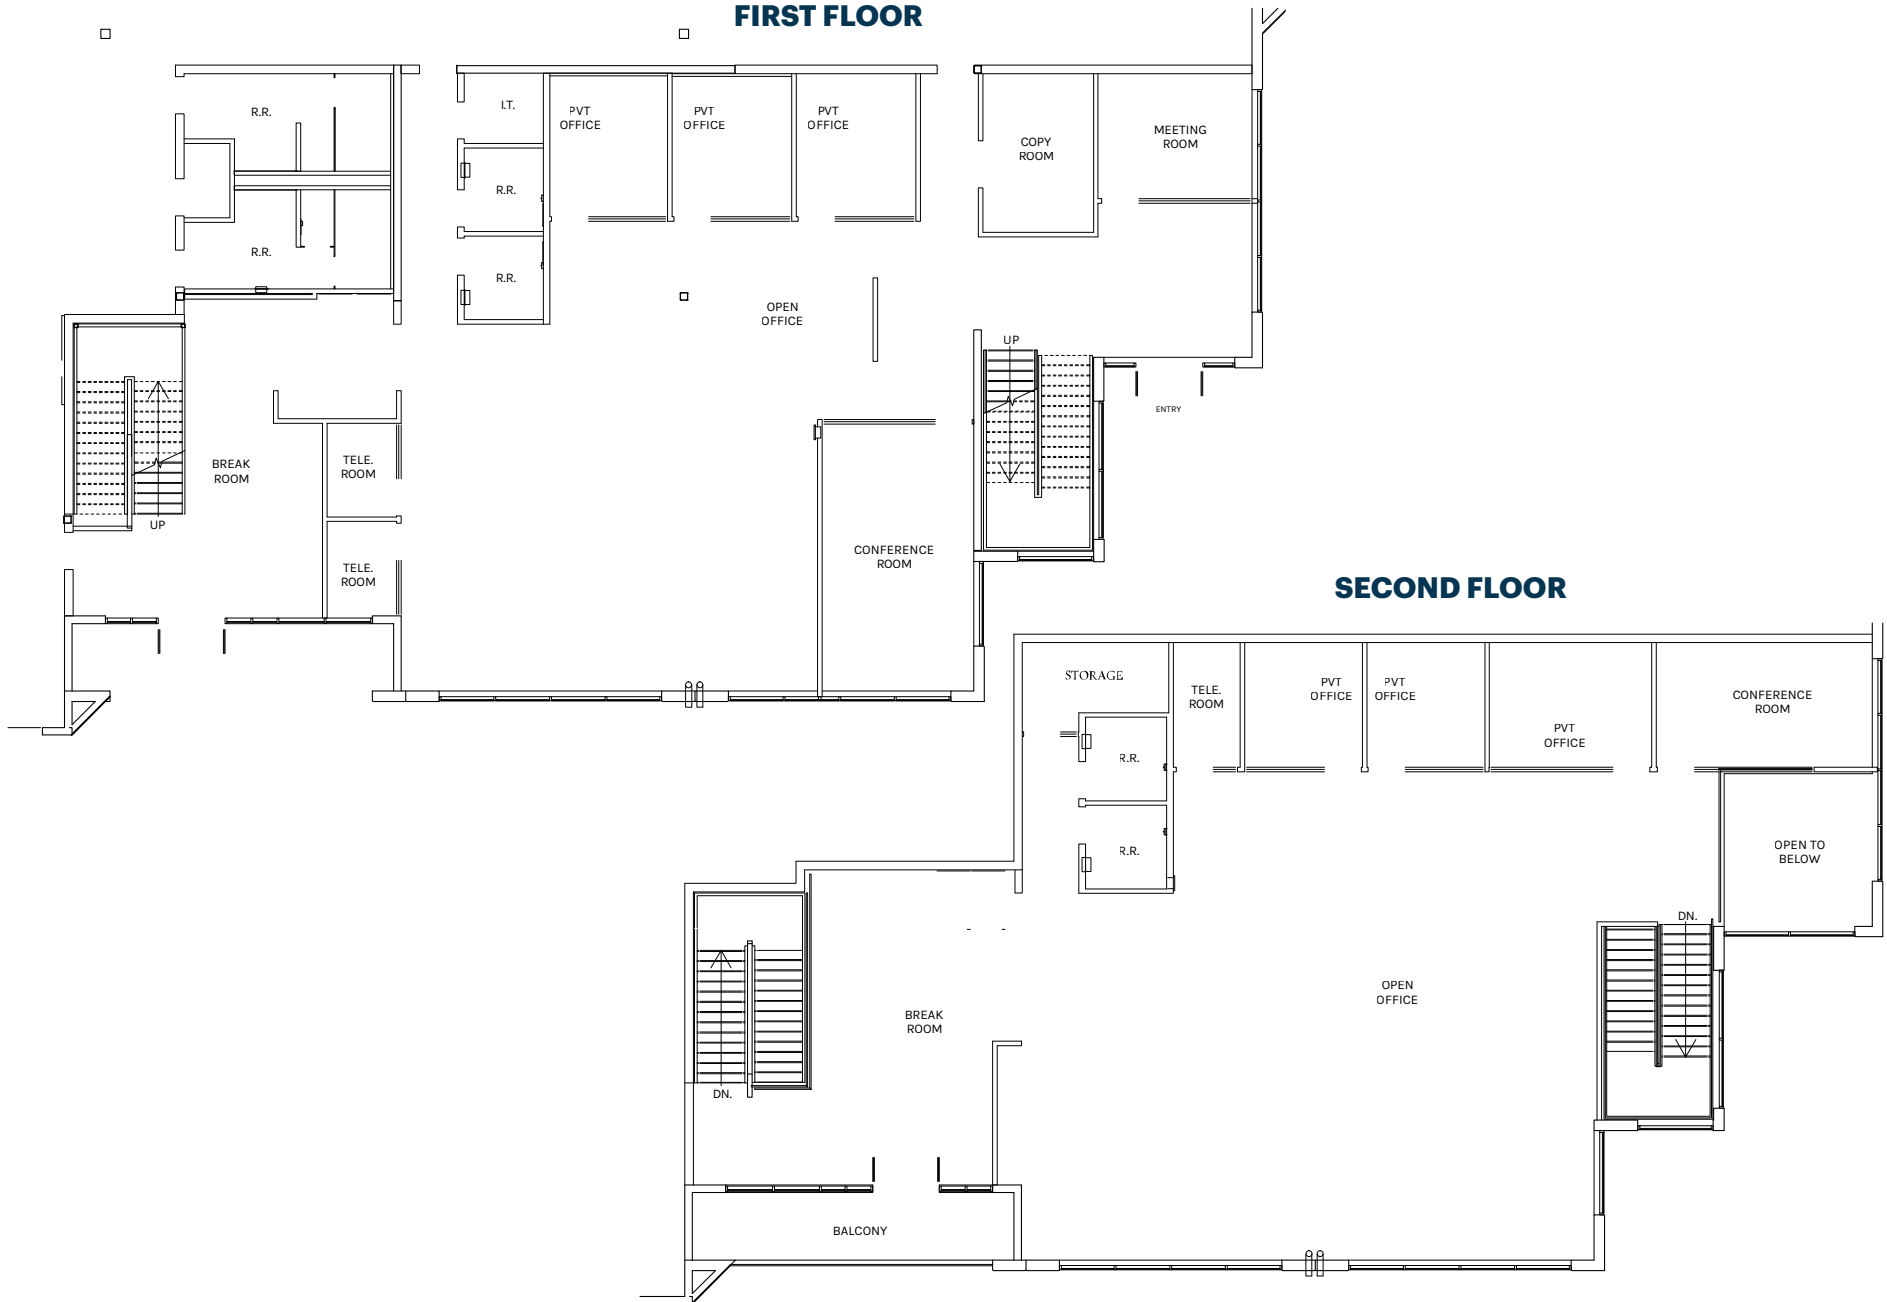 FIRST FLOOR
R.R.
I.T.
PVT
OFFICE
PVT
OFFICE
PVT
OFFICE
COPY
ROOM
MEETING
ROOM
R.R.
R.R.
R.R.
OPEN
OFFICE
UP
ENTRY
BREAK
ROOM
TELE.
ROOM
UP
TELE.
ROOM
CONFERENCE
ROOM
SECOND FLOOR
STORAGE
TELE.
ROOM
PVT
OFFICE
PVT
OFFICE
PVT
OFFICE
CONFERENCE
ROOM
R.R.
R.R.
OPEN TO
BELOW
DN.
OPEN
OFFICE
BREAK
ROOM
DN.
BALCONY